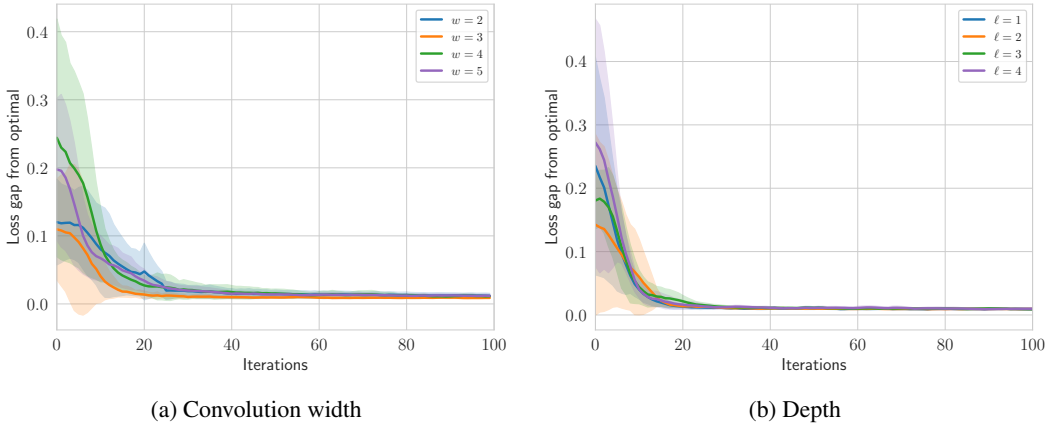 0.4
0.3
0.2
0.1
0.0
Loss gap from optimal
w = 2
w = 3
w = 4
w = 5
0 20 40 60 80 100
Iterations
(a) Convolution width
0.4
0.3
0.2
0.1
0.0
Loss gap from optimal
ℓ = 1
ℓ = 2
ℓ = 3
ℓ = 4
0 20 40 60 80 100
Iterations
(b) Depth